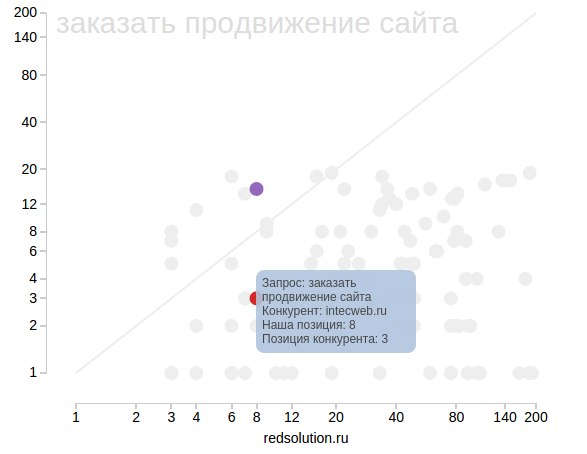 заказать продвижение сайта
200
140
80
40
20
12
8
6
4
3
2
1
Запрос: заказать
продвижение сайта
Конкурент: intecweb.ru
Наша позиция: 8
Позиция конкурента: 3
1 2 3 4 6 8 12 20 40 80 140 200
redsolution.ru